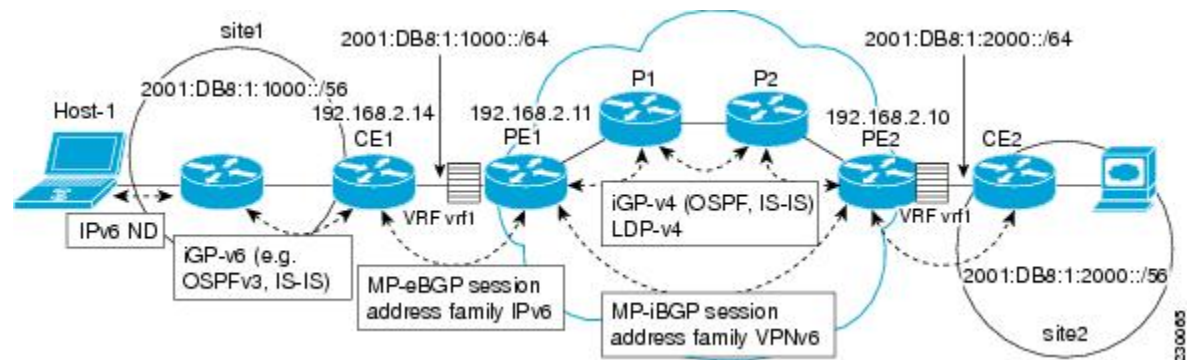 site1
2001:DB8:1:1000::/64
2001:DB8:1:2000::/64
2001:DB8:1:1000::/56
P1
P2
Host-1
192.168.2.14
192.168.2.11
192.168.2.10
CE1
PE1
PE2
CE2
VRF vrf1
VRF vrf1
IPv6 ND
iGP-v4 (OSPF, IS-IS)
LDP-v4
iGP-v6 (e.g.
OSPFv3, IS-IS)
2001:DB8:1:2000::/56
MP-eBGP session
address family IPv6
MP-iBGP session
address family VPNv6
site2
230065